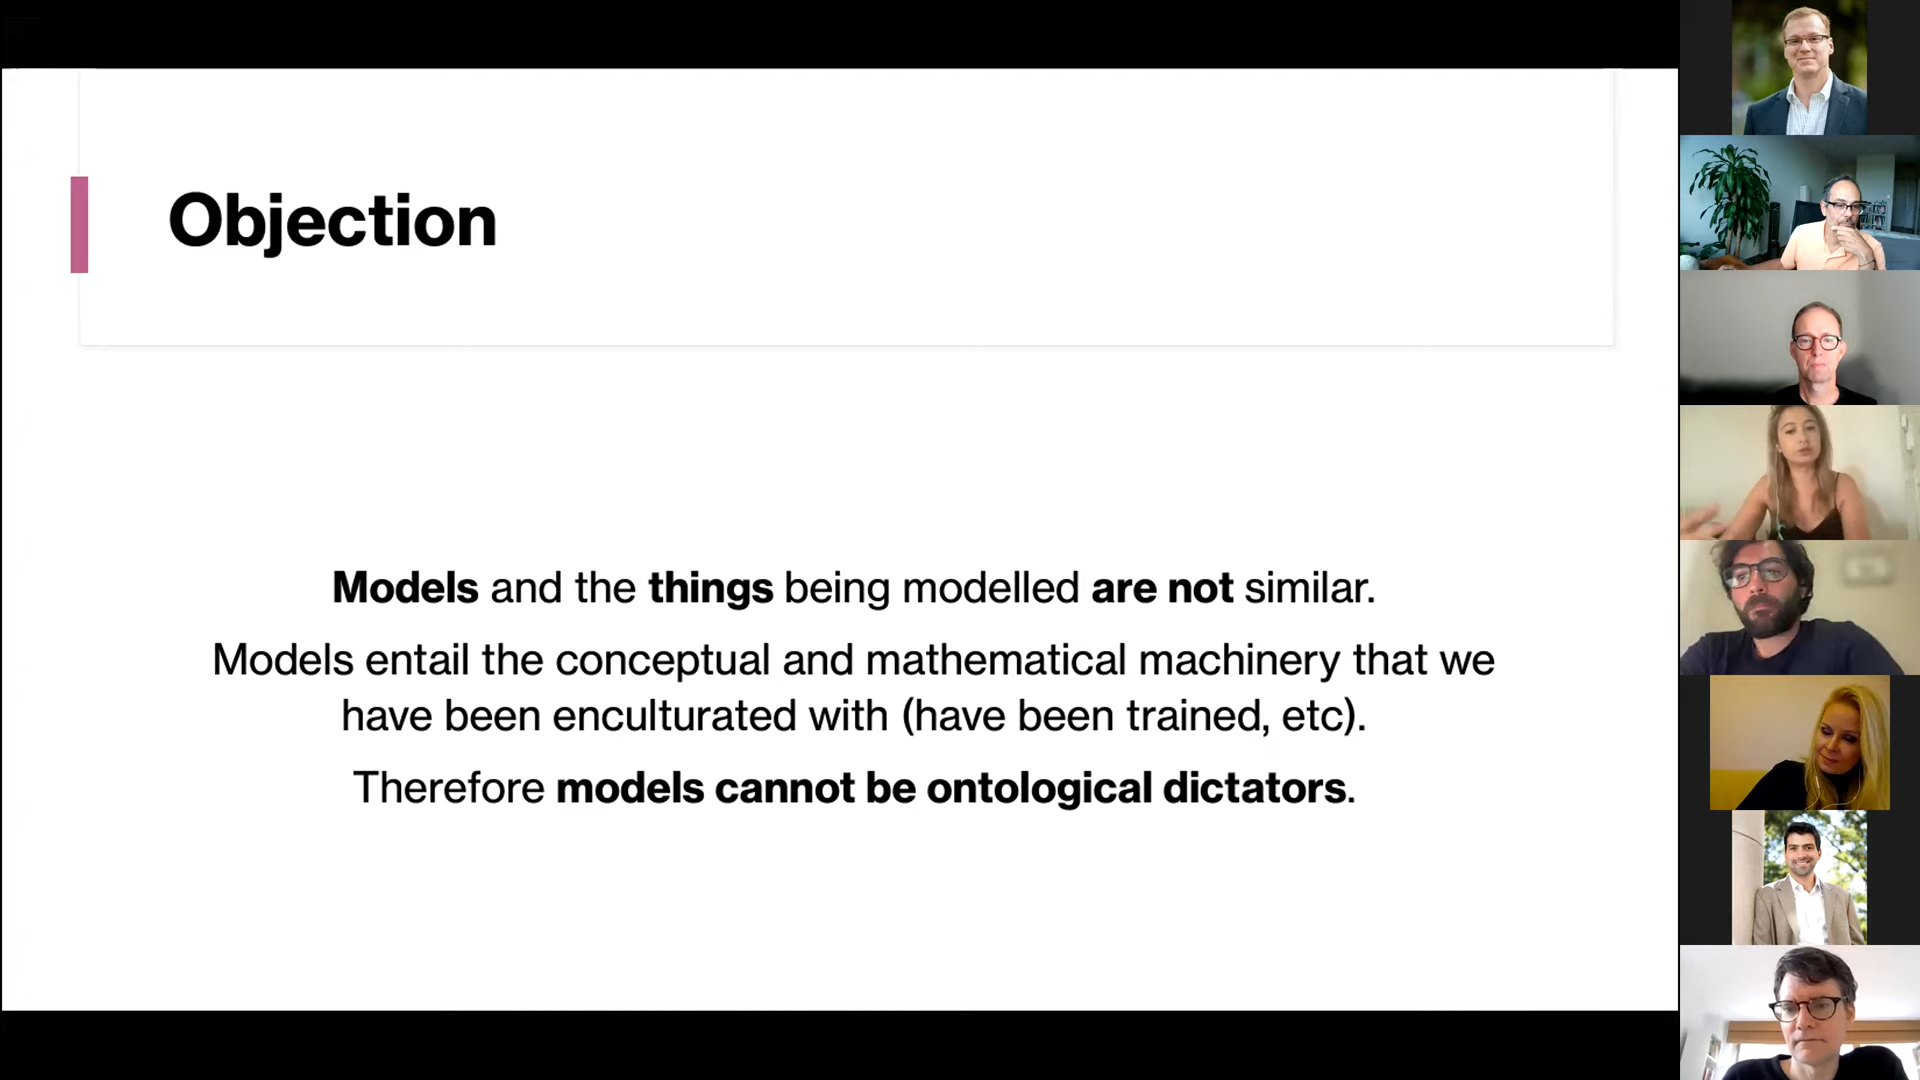 Objection
Models and the things being modelled are not similar.
Models entail the conceptual and mathematical machinery that we
have been enculturated with (have been trained, etc).
Therefore models cannot be ontological dictators.